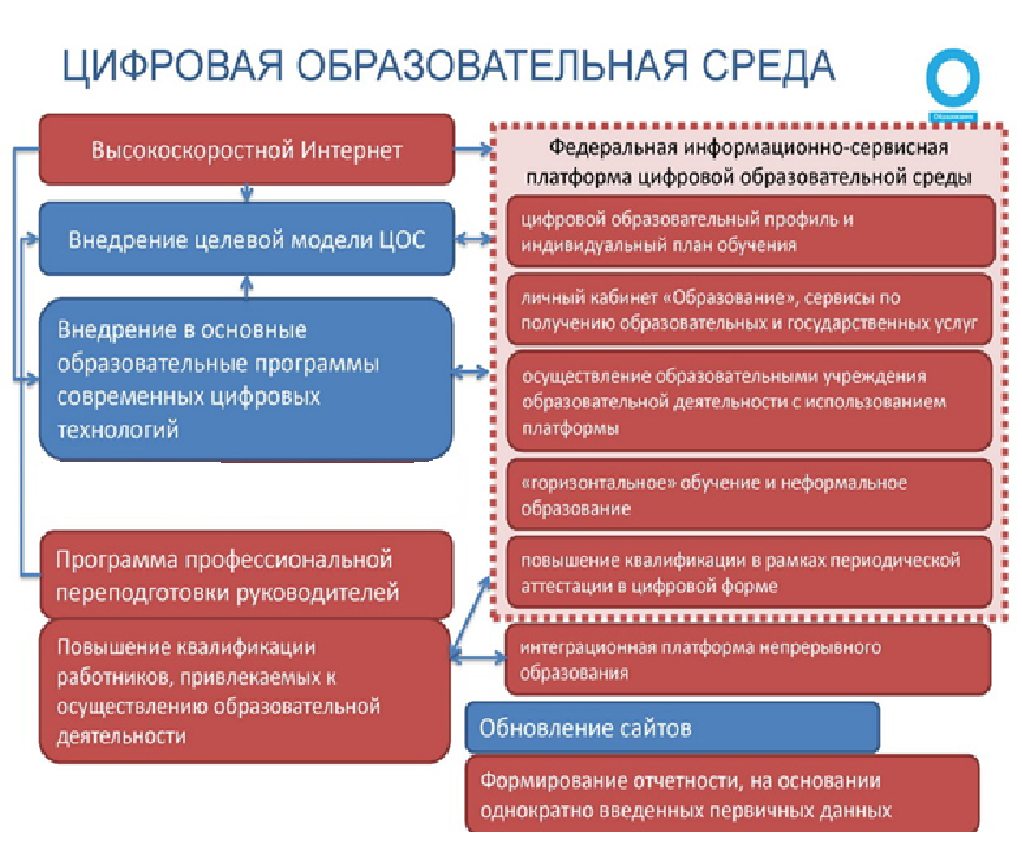 ЦИФРОВАЯ ОБРАЗОВАТЕЛЬНАЯ СРЕДА
Образование
Высокоскоростной Интернет
Внедрение целевой модели ЦОС
Внедрение в основные
образовательные программы
современных цифровых
технологий
Программа профессиональной
переподготовки руководителей
Повышение квалификации
работников, привлекаемых к
осуществлению образовательной
деятельности
Федеральная информационно-сервисная
платформа цифровой образовательной среды
цифровой образовательный профиль и
индивидуальный план обучения
личный кабинет «Образование», сервисы по
получению образовательных и государственных услуг
осуществление образовательными учреждения
образовательной деятельности с использованием
платформы
«горизонтальное» обучение и неформальное
образование
повышение квалификации в рамках периодической
аттестации в цифровой форме
интеграционная платформа непрерывного
образования
Обновление сайтов
Формирование отчетности, на основании
однократно введенных первичных данных